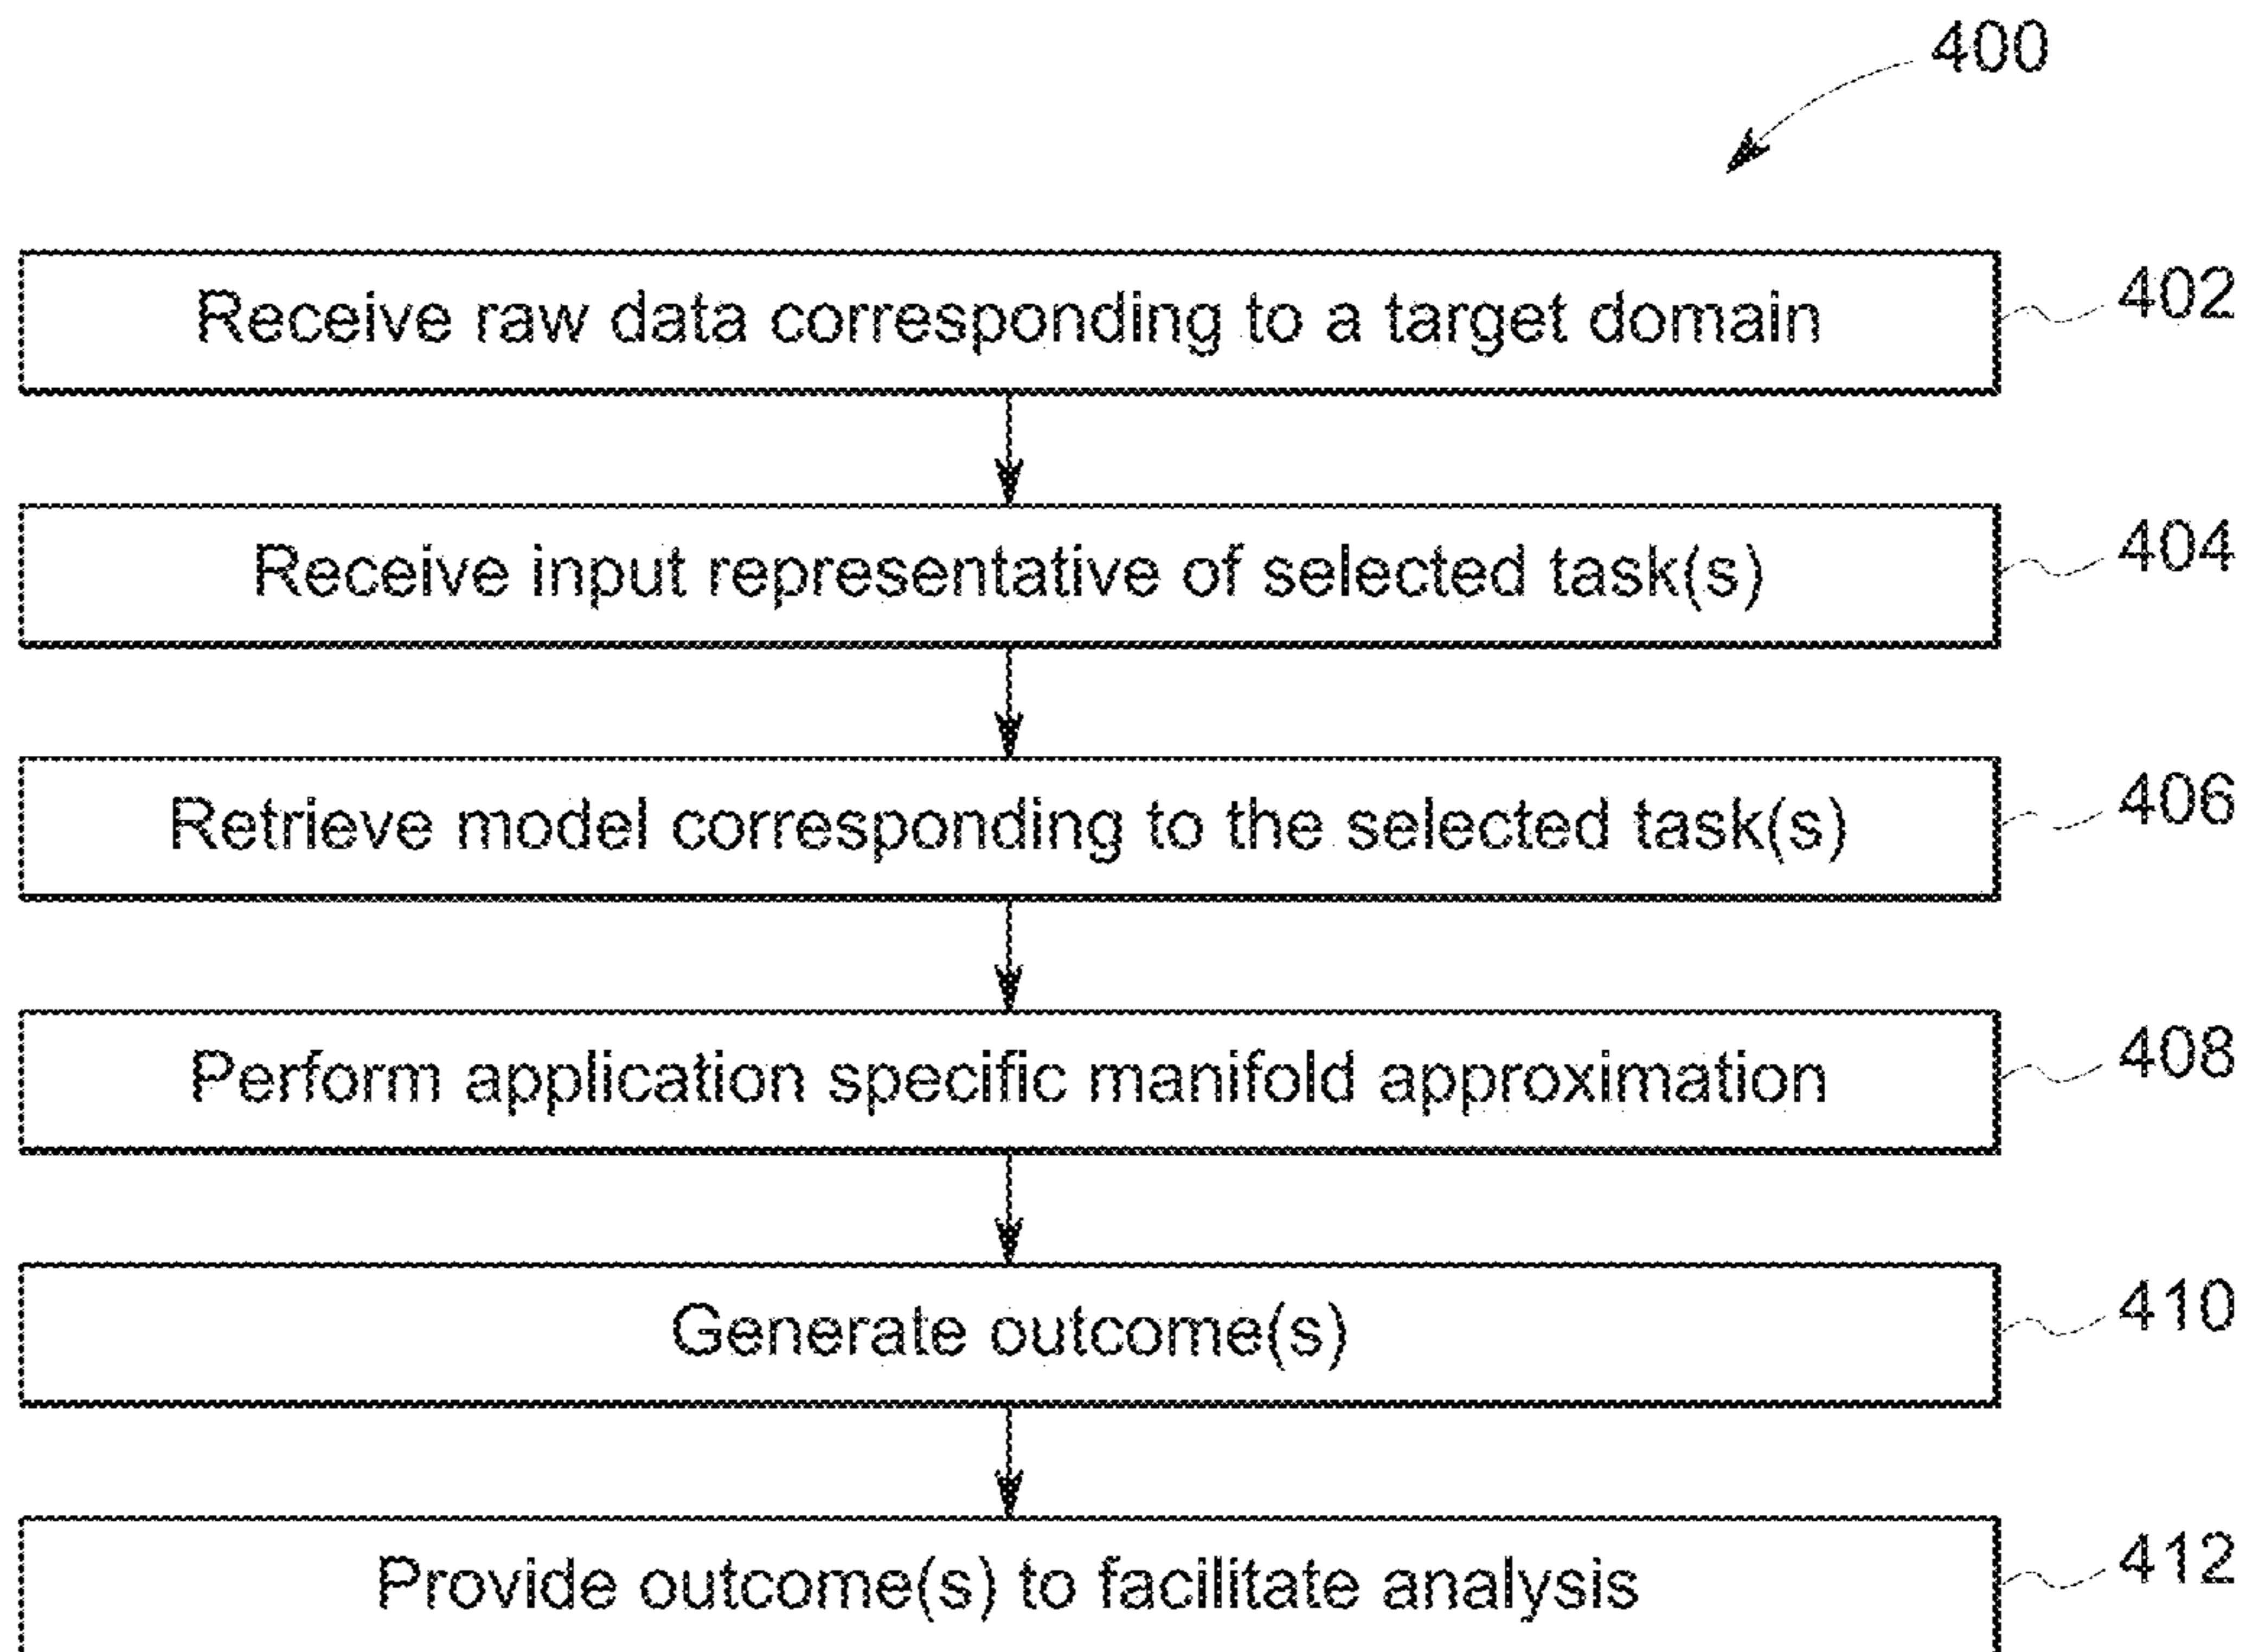 400
Receive raw data corresponding to a target domain 402
Receive input representative of selected task(s) 404
Retrieve model corresponding to the selected task(s) 406
Perform application specific manifold approximation 408
Generate outcome(s) 410
Provide outcome(s) to facilitate analysis 412